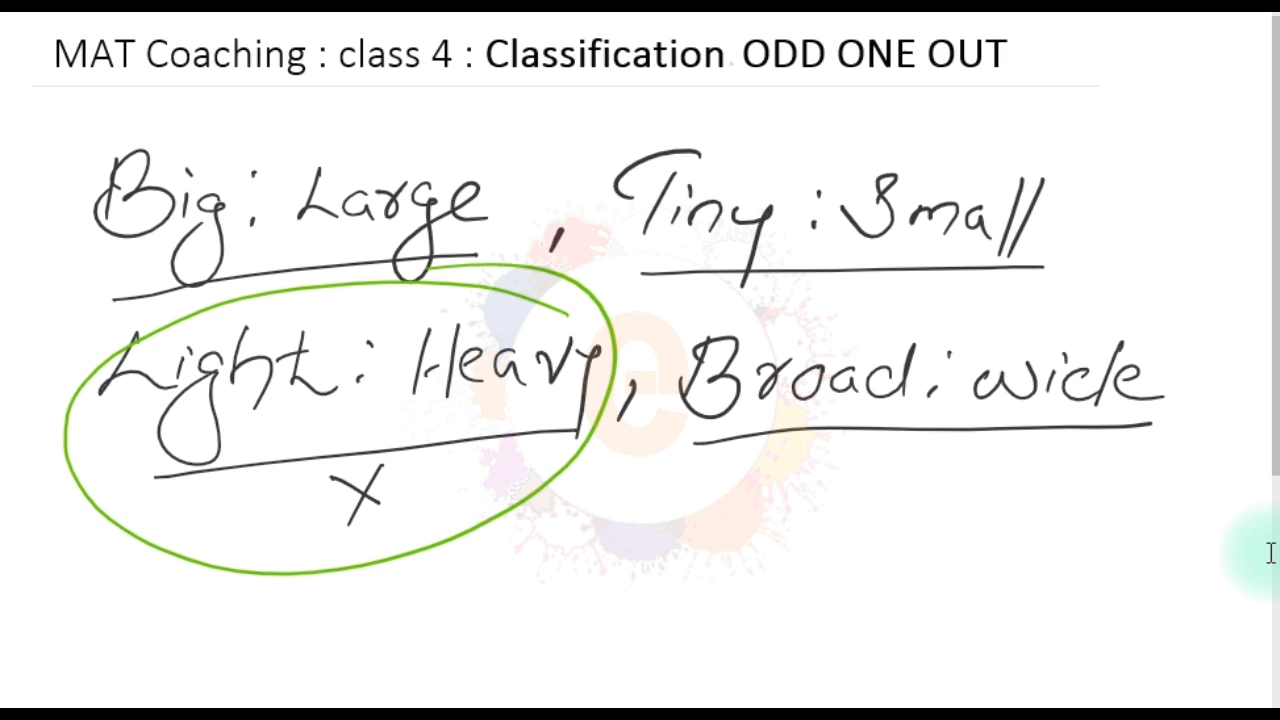 MAT Coaching : class 4 : Classification. ODD ONE OUT
Big : Large , Tiny : Small
Light : Heavy , Broad : wide
X